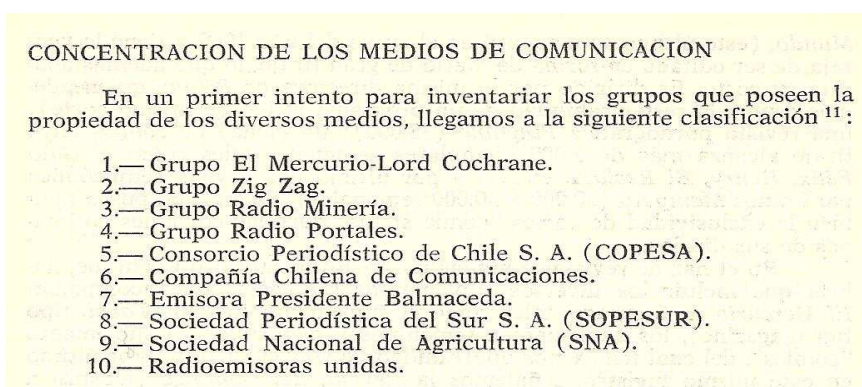 CONCENTRACION DE LOS MEDIOS DE COMUNICACION
En un primer intento para inventariar los grupos que poseen la
propiedad de los diversos medios, llegamos a la siguiente clasificación 11 :
1.— Grupo El Mercurio-Lord Cochrane.
2.— Grupo Zig Zag.
3.— Grupo Radio Minería.
4.— Grupo Radio Portales.
5.— Consorcio Periodístico de Chile S. A. (COPESA).
6.— Compañía Chilena de Comunicaciones.
7.— Emisora Presidente Balmaceda.
8.— Sociedad Periodística del Sur S. A. (SOPESUR).
9.— Sociedad Nacional de Agricultura (SNA).
10.— Radioemisoras unidas.